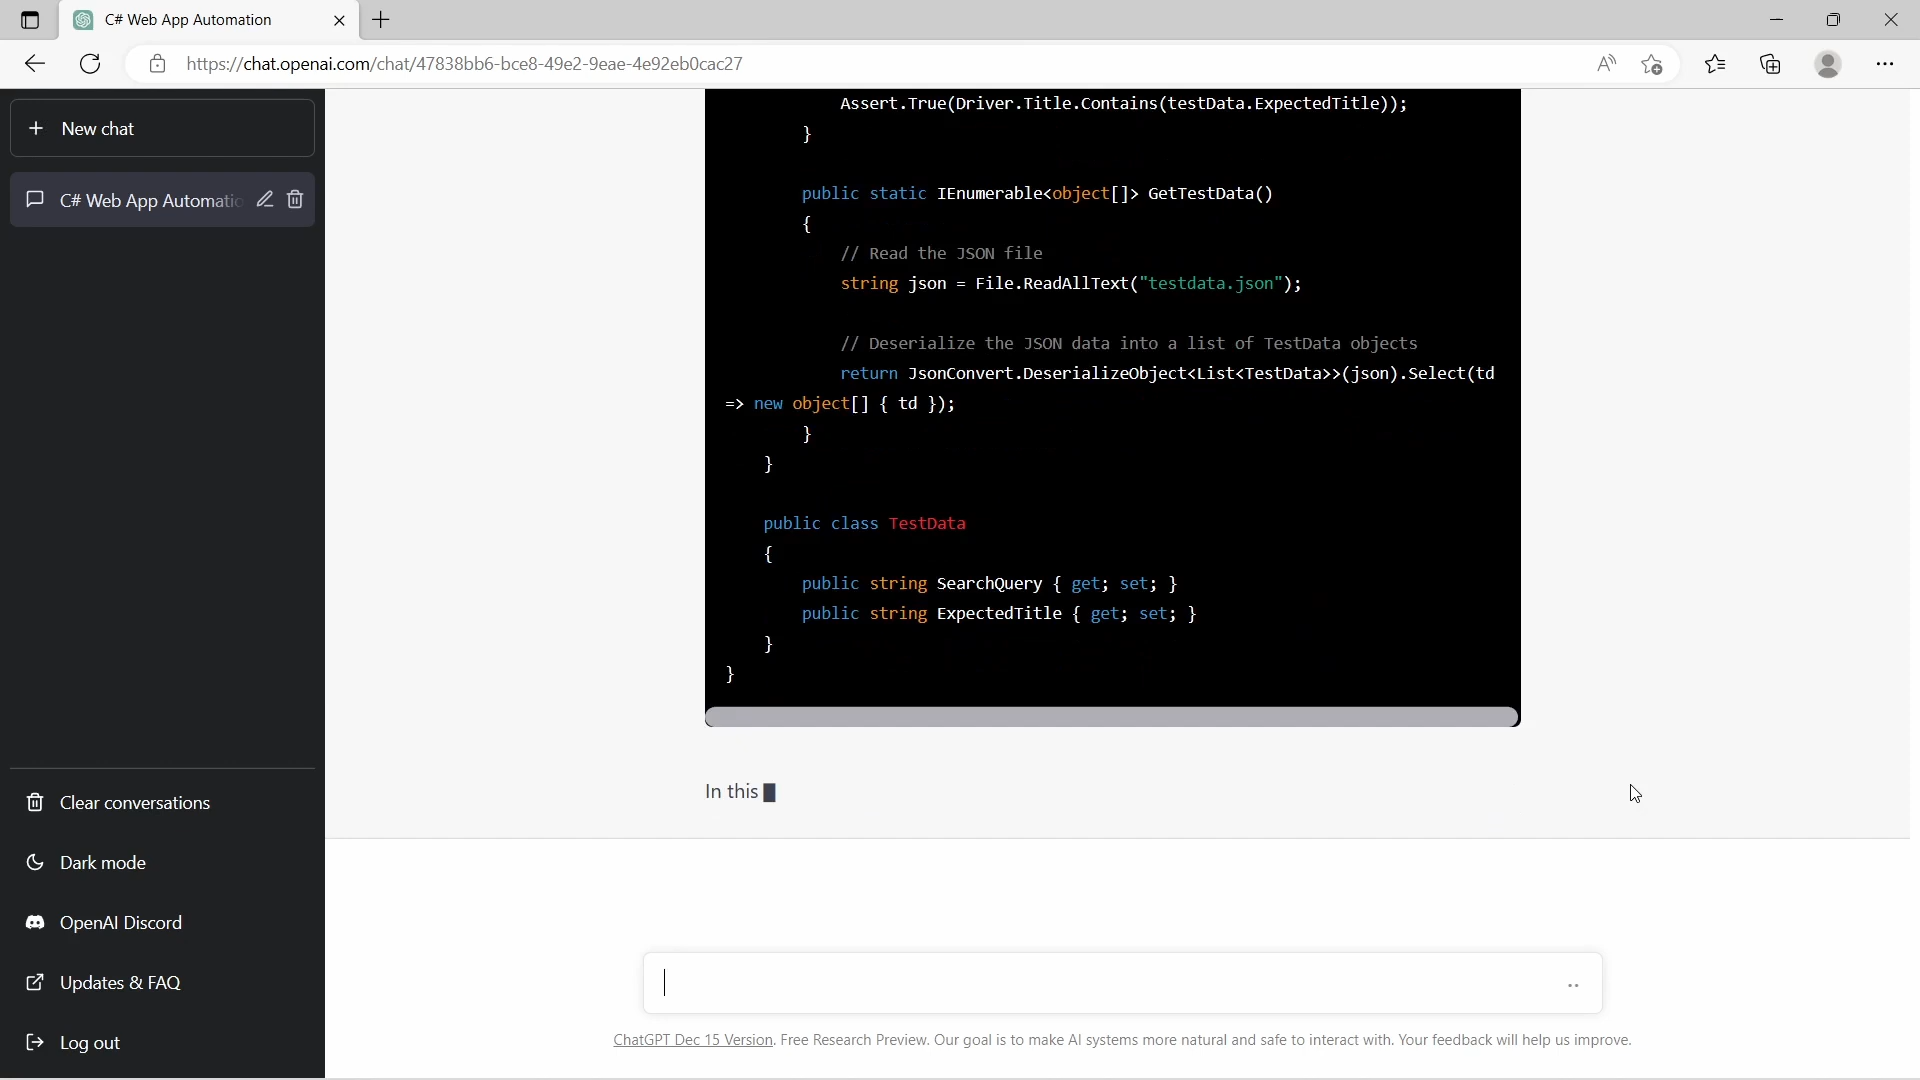 C# Web App Automation
https://chat.openai.com/chat/47838bb6-bce8-49e2-9eae-4e92eb0cac27
New chat
C# Web App Automatio
Clear conversations
Dark mode
OpenAI Discord
Updates & FAQ
Log out
Assert.True(Driver.Title.Contains(testData.ExpectedTitle));
}
public static IEnumerable<object[]> GetTestData()
{
// Read the JSON file
string json = File.ReadAllText("testdata.json");
// Deserialize the JSON data into a list of TestData objects
return JsonConvert.DeserializeObject<List<TestData>>(json).Select(td
=> new object[] { td });
}
}
public class TestData
{
public string SearchQuery { get; set; }
public string ExpectedTitle { get; set; }
}
}
In this
ChatGPT Dec 15 Version. Free Research Preview. Our goal is to make AI systems more natural and safe to interact with. Your feedback will help us improve.